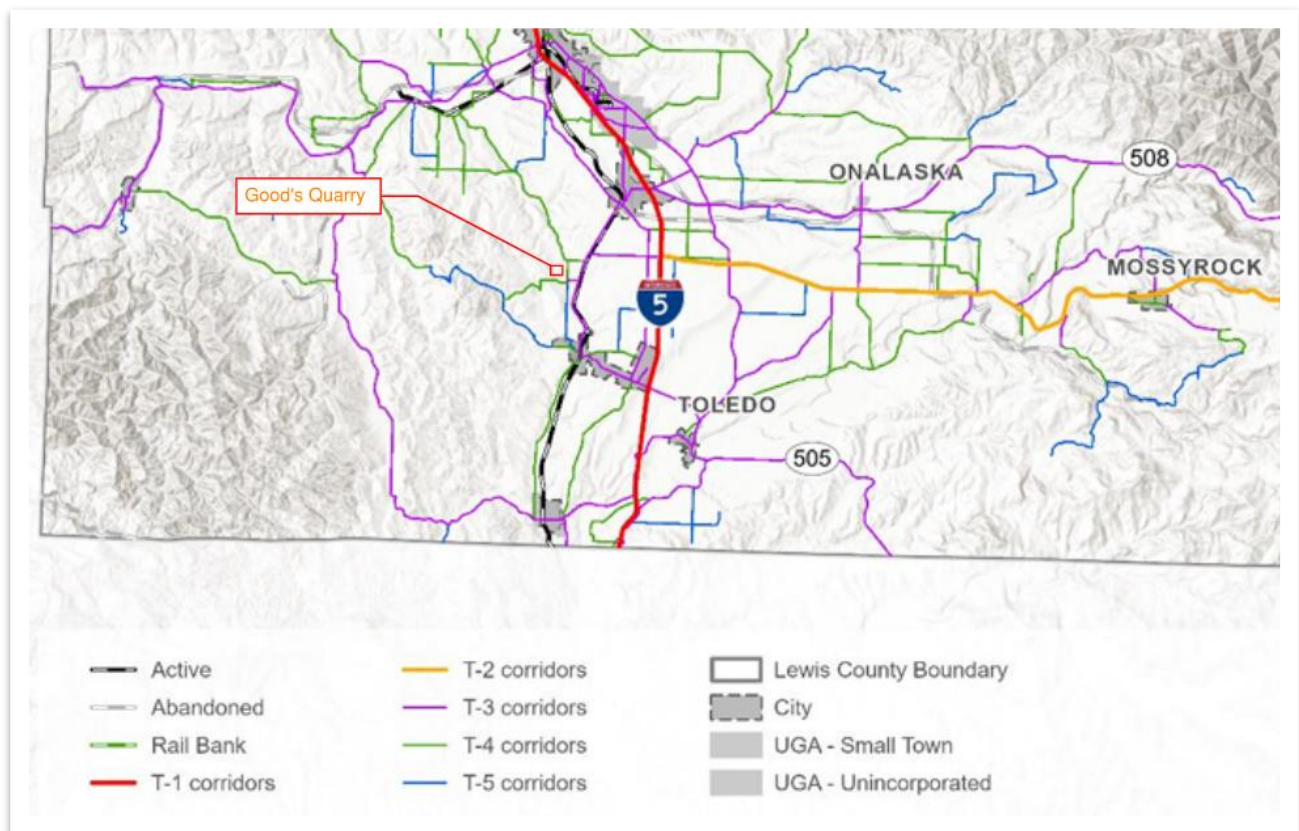 ONALASKA
508
Good's Quarry
MOSSYROCK
5
TOLEDO
505
Active
Abandoned
Rail Bank
T-1 corridors
T-2 corridors
T-3 corridors
T-4 corridors
T-5 corridors
Lewis County Boundary
City
UGA - Small Town
UGA - Unincorporated